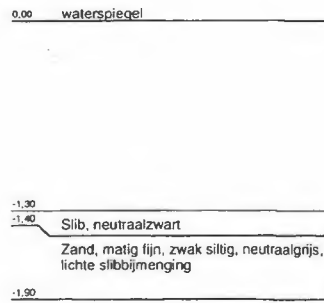 0,00 waterspiegel
-1,30
-1,40 Slib, neutraalzwart
Zand, matig fijn, zwak siltig, neutraalgrijs,
lichte slibbijmenging
-1,90